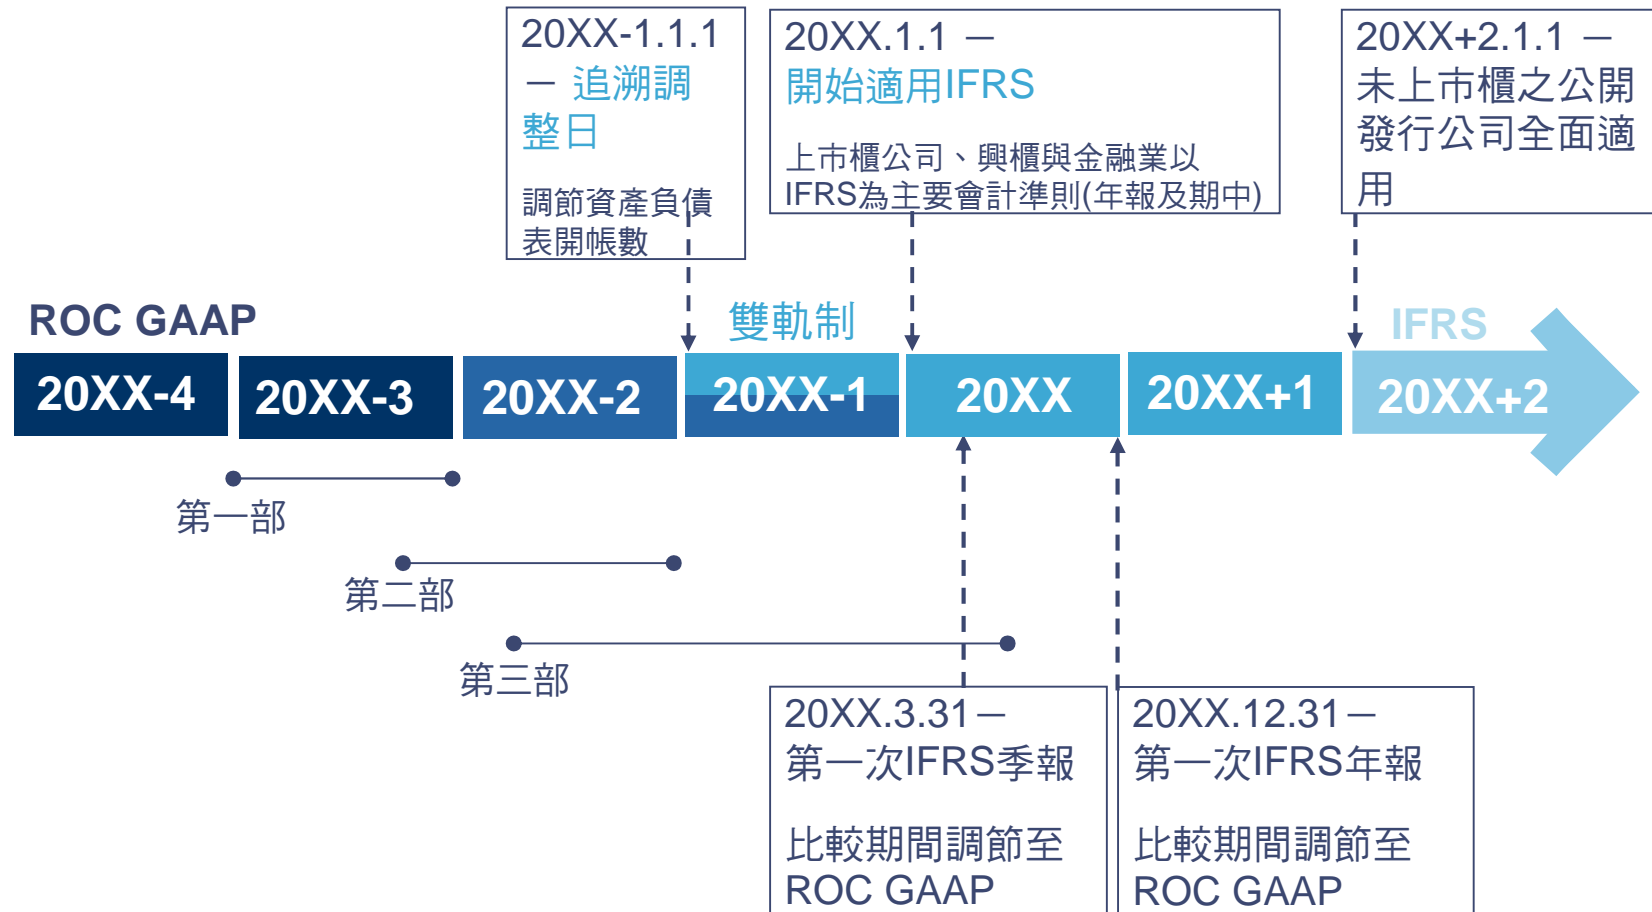 20XX-1.1.1
－ 追溯調
整日
調節資產負債
表開帳數
20XX.1.1 －
開始適用IFRS
上市櫃公司、興櫃與金融業以
IFRS為主要會計準則(年報及期中)
20XX+2.1.1 －
未上市櫃之公開
發行公司全面適
用
ROC GAAP
雙軌制
IFRS
20XX-4
20XX-3
20XX-2
20XX-1
20XX
20XX+1
20XX+2
第一部
第二部
第三部
20XX.3.31－
第一次IFRS季報
比較期間調節至
ROC GAAP
20XX.12.31－
第一次IFRS年報
比較期間調節至
ROC GAAP